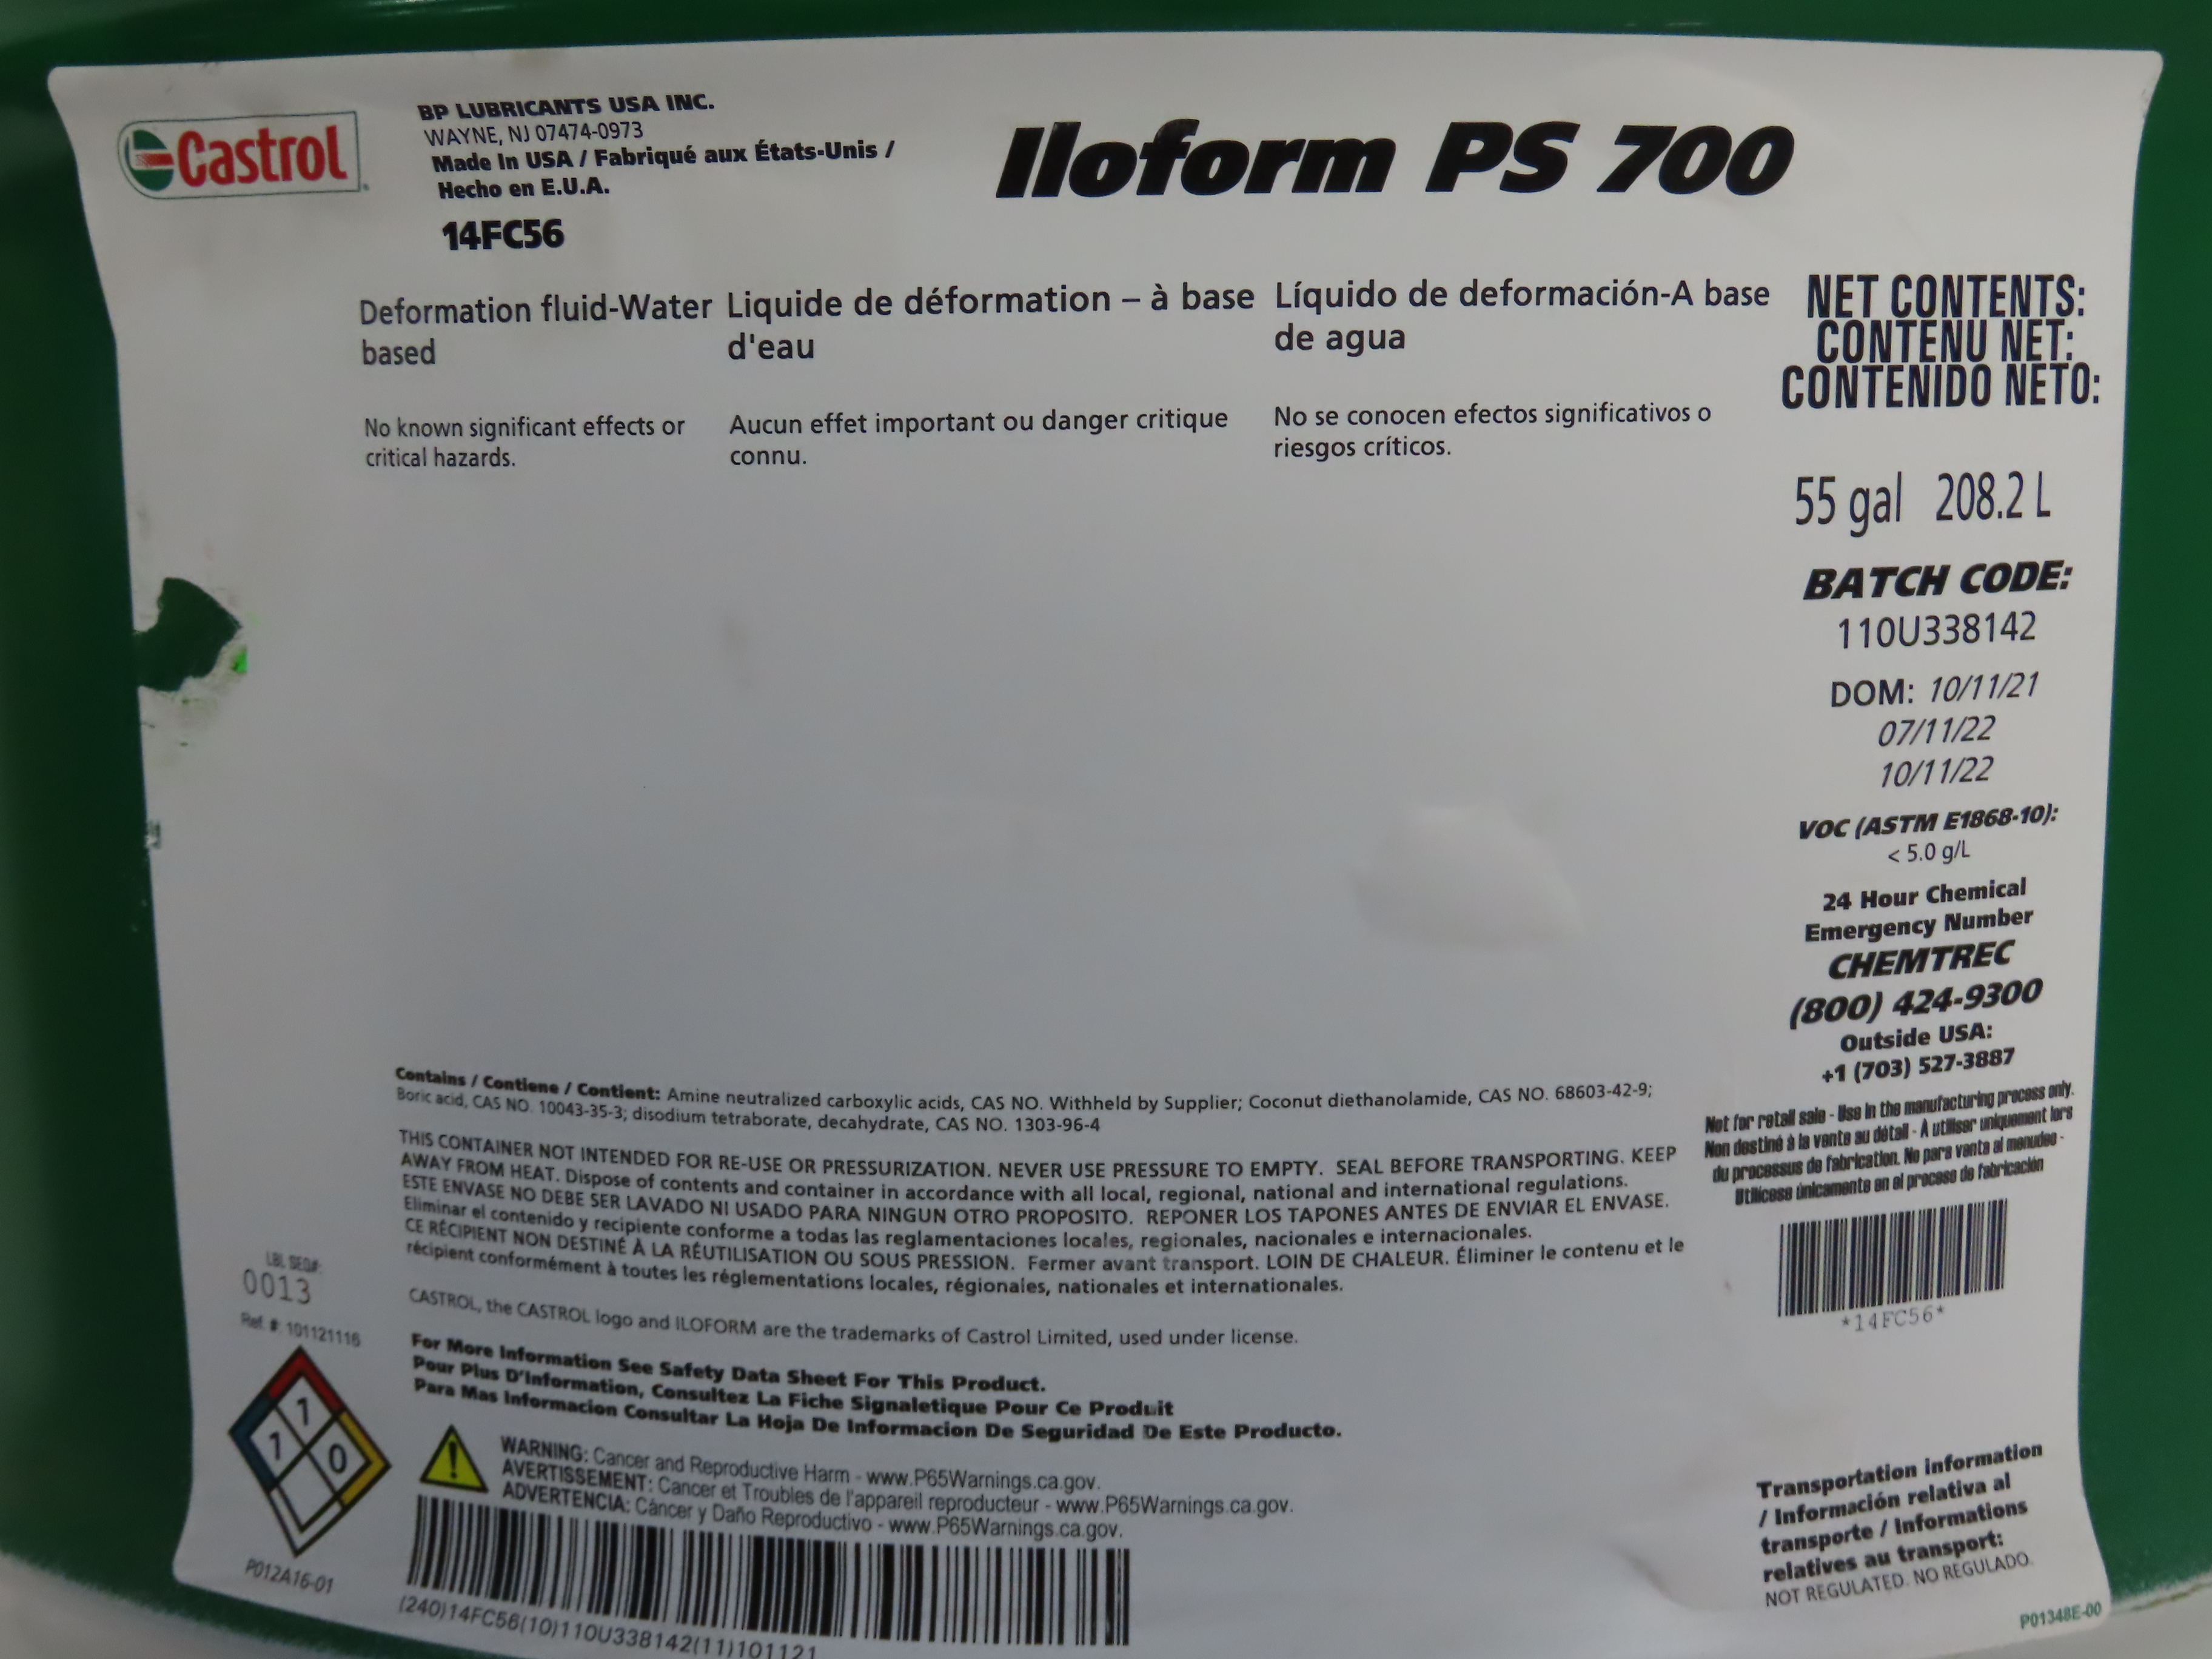 Castrol
BP LUBRICANTS USA INC.
WAYNE, NJ 07474-0973
Made In USA / Fabriqué aux États-Unis /
Hecho en E.U.A.
14FC56
Iloform PS 700
Deformation fluid-Water
based
Liquide de déformation – à base
d'eau
Líquido de deformación-A base
de agua
No known significant effects or
critical hazards.
Aucun effet important ou danger critique
connu.
No se conocen efectos significativos o
riesgos críticos.
NET CONTENTS:
CONTENU NET:
CONTENIDO NETO:
55 gal 208.2 L
BATCH CODE:
110U338142
DOM: 10/11/21
07/11/22
10/11/22
VOC (ASTM E1868-10):
< 5.0 g/L
24 Hour Chemical
Emergency Number
CHEMTREC
(800) 424-9300
Outside USA:
+1 (703) 527-3887
Not for retail sale - Use in the manufacturing process only.
Non destiné à la vente au détail - À utiliser uniquement lors
du processus de fabrication. No para venta al menudeo -
Utilicese únicamente en el proceso de fabricación
*14FC56*
Contains / Contiene / Contient: Amine neutralized carboxylic acids, CAS NO. Withheld by Supplier; Coconut diethanolamide, CAS NO. 68603-42-9;
Boric acid, CAS NO. 10043-35-3; disodium tetraborate, decahydrate, CAS NO. 1303-96-4
THIS CONTAINER NOT INTENDED FOR RE-USE OR PRESSURIZATION. NEVER USE PRESSURE TO EMPTY. SEAL BEFORE TRANSPORTING. KEEP
AWAY FROM HEAT. Dispose of contents and container in accordance with all local, regional, national and international regulations.
ESTE ENVASE NO DEBE SER LAVADO NI USADO PARA NINGUN OTRO PROPOSITO. REPONER LOS TAPONES ANTES DE ENVIAR EL ENVASE.
Eliminar el contenido y recipiente conforme a todas las reglamentaciones locales, regionales, nacionales e internacionales.
CE RÉCIPIENT NON DESTINÉ À LA RÉUTILISATION OU SOUS PRESSION. Fermer avant transport. LOIN DE CHALEUR. Éliminer le contenu et le
récipient conformément à toutes les réglementations locales, régionales, nationales et internationales.
CASTROL, the CASTROL logo and ILOFORM are the trademarks of Castrol Limited, used under license.
For More Information See Safety Data Sheet For This Product.
Pour Plus D'Information, Consultez La Fiche Signaletique Pour Ce Produit
Para Mas Informacion Consultar La Hoja De Informacion De Seguridad De Este Producto.
LBL SEQ#:
0013
Ref. #: 101121116
1
1
0
P012A16-01
WARNING: Cancer and Reproductive Harm - www.P65Warnings.ca.gov.
AVERTISSEMENT: Cancer et Troubles de l'appareil reproducteur - www.P65Warnings.ca.gov.
ADVERTENCIA: Cáncer y Daño Reproductivo - www.P65Warnings.ca.gov.
(240)14FC56(10)110U338142(11)101121
Transportation information
/ Información relativa al
transporte / Informations
relatives au transport:
NOT REGULATED. NO REGULADO.
P01348E-00